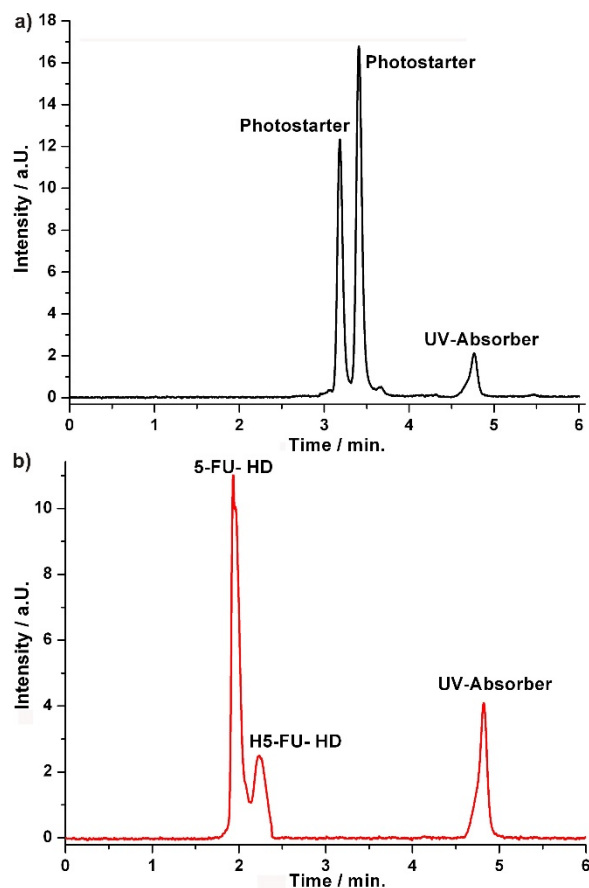 a)
18
16
14
12
10
8
6
4
2
0
Intensity / a.U.
Photostarter
Photostarter
UV-Absorber
0 1 2 3 4 5 6
Time / min.
b)
10
8
6
4
2
0
Intensity / a.U.
5-FU- HD
H5-FU- HD
UV-Absorber
0 1 2 3 4 5 6
Time / min.